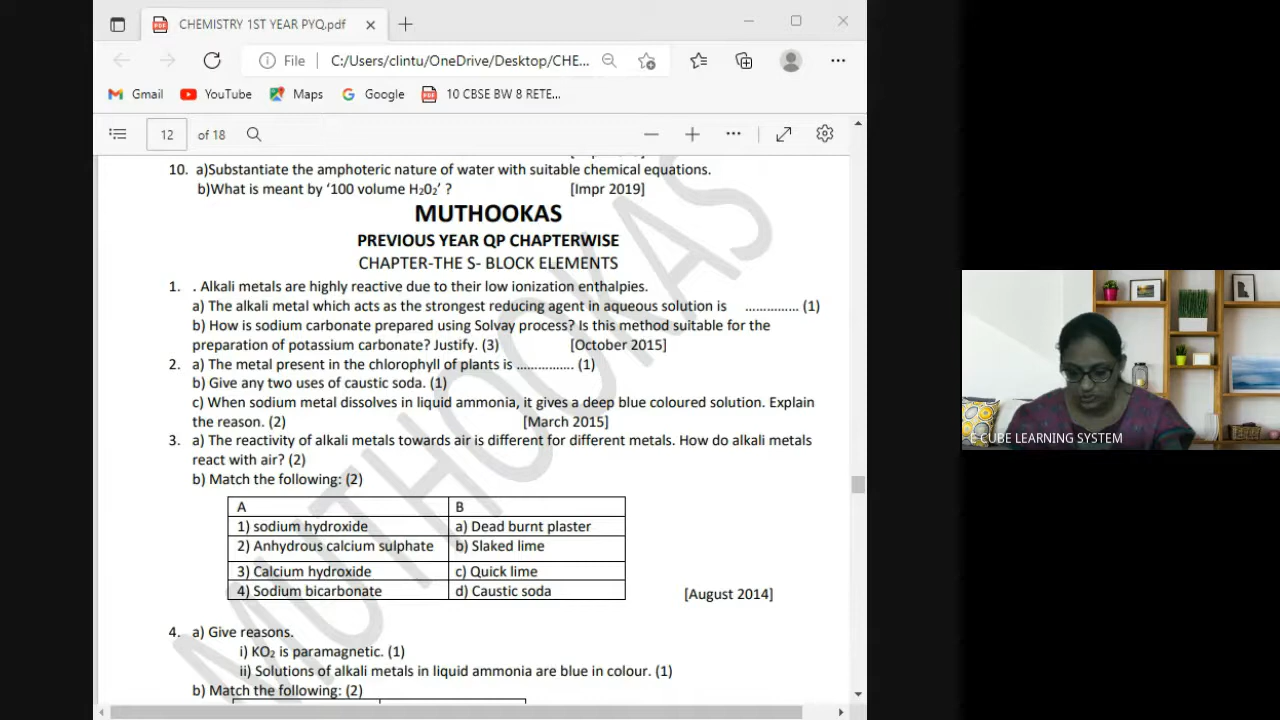 CHEMISTRY 1ST YEAR PYQ.pdf
File C:/Users/clintu/OneDrive/Desktop/CHE...
Gmail YouTube Maps Google 10 CBSE BW 8 RETE...
12 of 18
10. a)Substantiate the amphoteric nature of water with suitable chemical equations.
b)What is meant by ‘100 volume H₂0₂’ ? [Impr 2019]
MUTHOOKAS
PREVIOUS YEAR QP CHAPTERWISE
CHAPTER-THE S- BLOCK ELEMENTS
1. . Alkali metals are highly reactive due to their low ionization enthalpies.
a) The alkali metal which acts as the strongest reducing agent in aqueous solution is ............... (1)
b) How is sodium carbonate prepared using Solvay process? Is this method suitable for the
preparation of potassium carbonate? Justify. (3) [October 2015]
2. a) The metal present in the chlorophyll of plants is ................ (1)
b) Give any two uses of caustic soda. (1)
c) When sodium metal dissolves in liquid ammonia, it gives a deep blue coloured solution. Explain
the reason. (2) [March 2015]
3. a) The reactivity of alkali metals towards air is different for different metals. How do alkali metals
react with air? (2)
b) Match the following: (2)
A B
1) sodium hydroxide a) Dead burnt plaster
2) Anhydrous calcium sulphate b) Slaked lime
3) Calcium hydroxide c) Quick lime
4) Sodium bicarbonate d) Caustic soda
[August 2014]
4. a) Give reasons.
i) KO₂ is paramagnetic. (1)
ii) Solutions of alkali metals in liquid ammonia are blue in colour. (1)
b) Match the following: (2)
MUTHOOKAS
C CUBE LEARNING SYSTEM